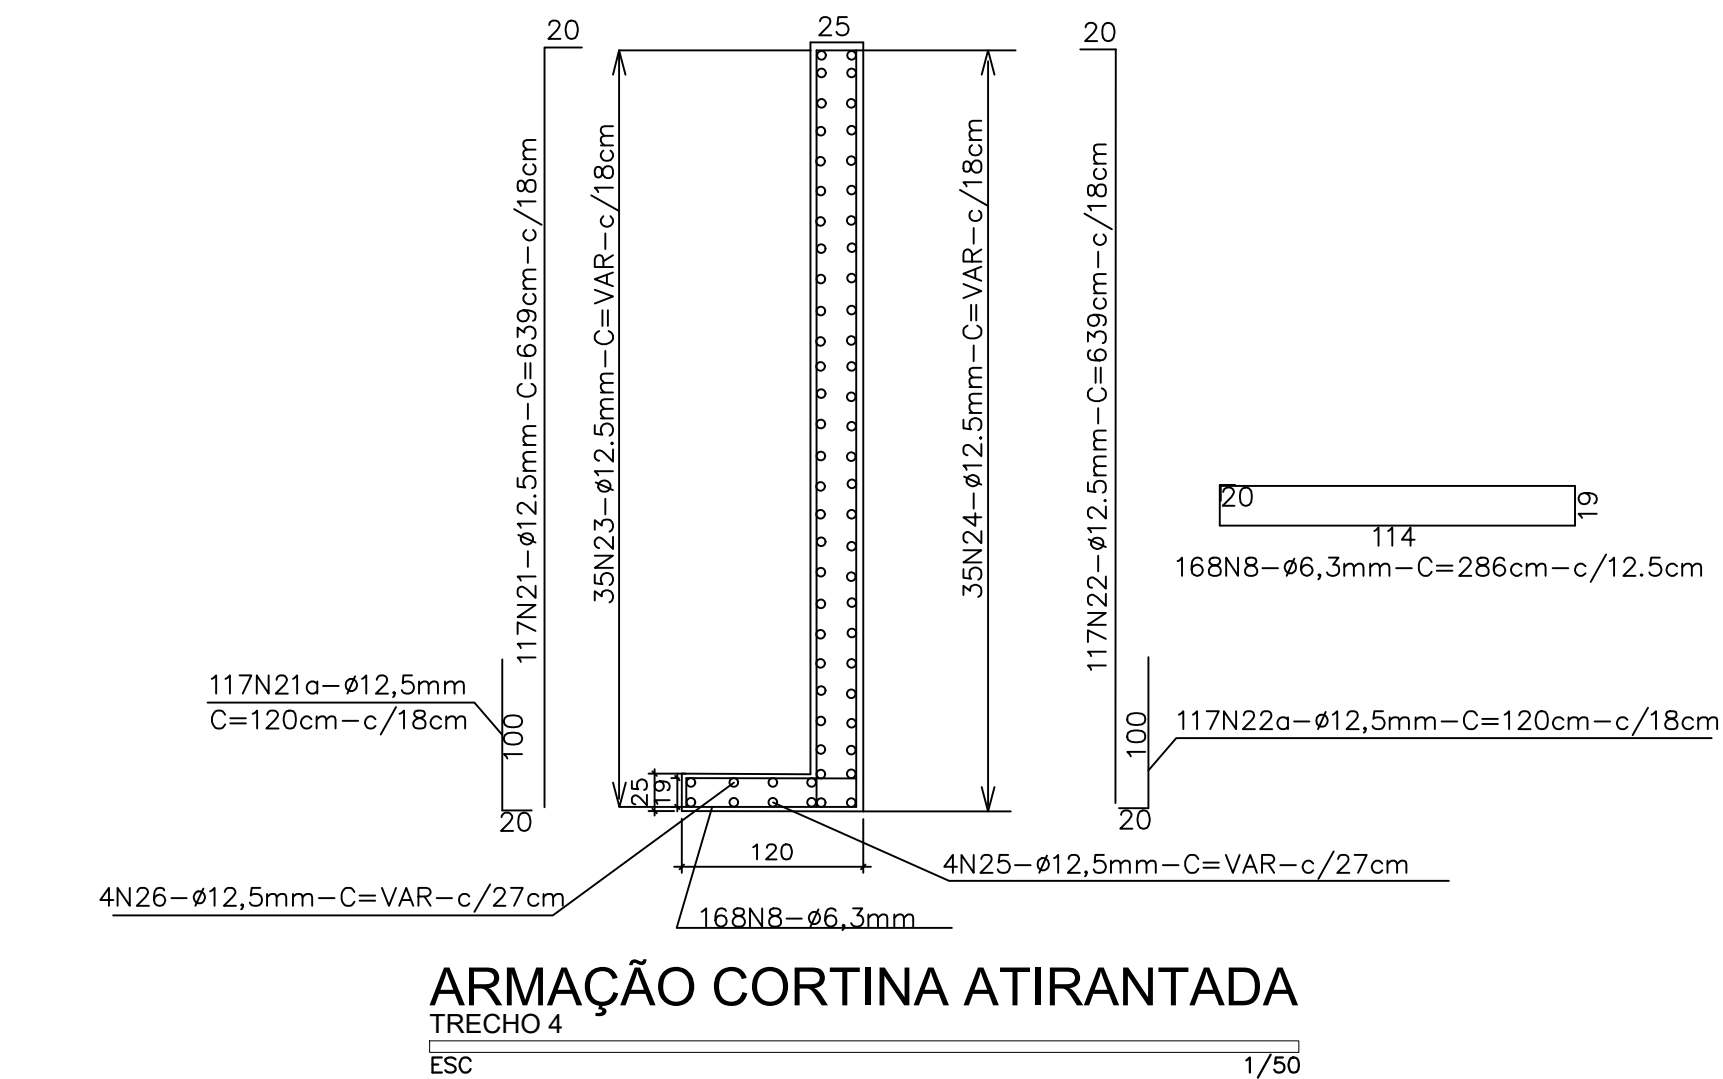 20
25
20
117N21-ø12.5mm-C=639cm-c/18cm
35N23-ø12.5mm-C=VAR-c/18cm
35N24-ø12.5mm-C=VAR-c/18cm
117N22-ø12.5mm-C=639cm-c/18cm
20
19
114
168N8-ø6,3mm-C=286cm-c/12.5cm
117N21a-ø12,5mm
C=120cm-c/18cm
100
20
25
19
100
20
117N22a-ø12,5mm-C=120cm-c/18cm
120
4N25-ø12,5mm-C=VAR-c/27cm
4N26-ø12,5mm-C=VAR-c/27cm
168N8-ø6,3mm
ARMAÇÃO CORTINA ATIRANTADA
TRECHO 4
ESC 1/50